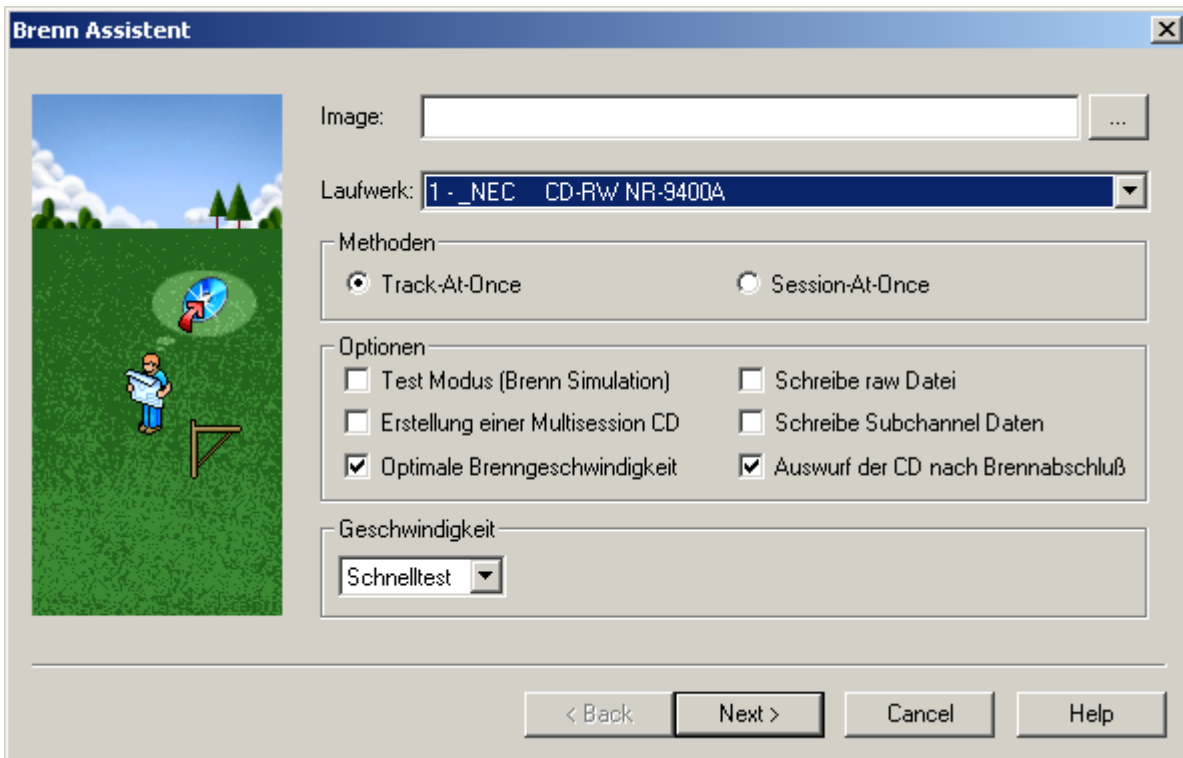 Brenn Assistent
Image:
...
Laufwerk: 1 - _NEC CD-RW NR-9400A
Methoden
Track-At-Once Session-At-Once
Optionen
Test Modus (Brenn Simulation) Schreibe raw Datei
Erstellung einer Multisession CD Schreibe Subchannel Daten
Optimale Brenngeschwindigkeit Auswurf der CD nach Brennabschluß
Geschwindigkeit
Schnelltest
< Back Next > Cancel Help